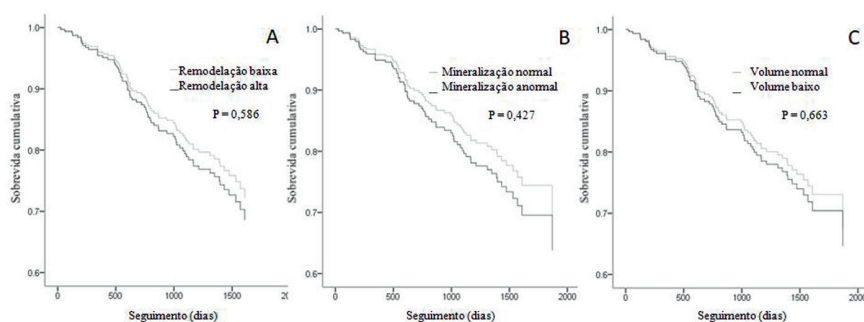 A
Remodelação baixa
Remodelação alta
P = 0,586
Sobrevida cumulativa
1.0
0.9
0.8
0.7
0.6
0
500
1000
1500
20
Seguimento (dias)
B
Mineralização normal
Mineralização anormal
P = 0,427
Sobrevida cumulativa
1.0
0.9
0.8
0.7
0.6
0
500
1000
1500
2000
Seguimento (dias)
C
Volume normal
Volume baixo
P = 0,663
Sobrevida cumulativa
1.0
0.9
0.8
0.7
0.6
0
500
1000
1500
2000
Seguimento (dias)